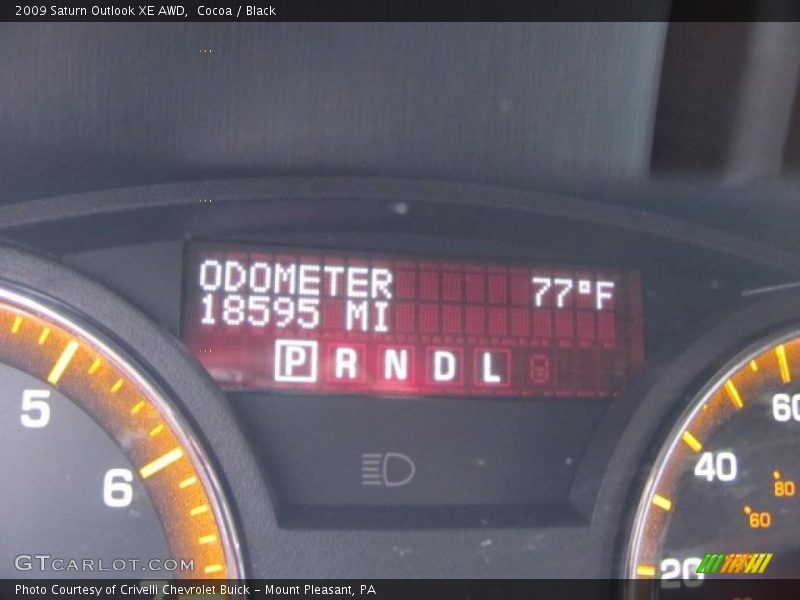 2009 Saturn Outlook XE AWD,  Cocoa / Black
ODOMETER 77°F
18595 MI
P R N D L
5
6
60
40
80
60
20
GTCARLOT.COM
Photo Courtesy of Crivelli Chevrolet Buick - Mount Pleasant, PA